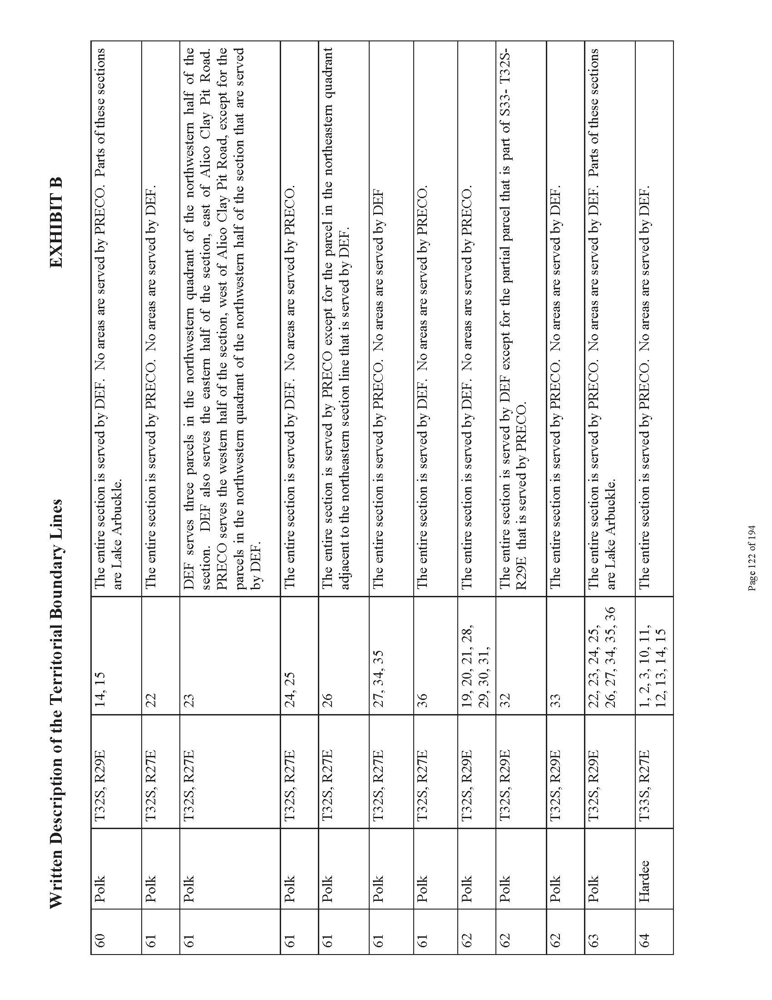 Written Description of the Territorial Boundary Lines EXHIBIT B
60 Polk T32S, R29E 14, 15 The entire section is served by DEF. No areas are served by PRECO. Parts of these sections
are Lake Arbuckle.
61 Polk T32S, R27E 22 The entire section is served by PRECO. No areas are served by DEF.
61 Polk T32S, R27E 23 DEF serves three parcels in the northwestern quadrant of the northwestern half of the
section. DEF also serves the eastern half of the section, east of Alico Clay Pit Road.
PRECO serves the western half of the section, west of Alico Clay Pit Road, except for the
parcels in the northwestern quadrant of the northwestern half of the section that are served
by DEF.
61 Polk T32S, R27E 24, 25 The entire section is served by DEF. No areas are served by PRECO.
61 Polk T32S, R27E 26 The entire section is served by PRECO except for the parcel in the northeastern quadrant
adjacent to the northeastern section line that is served by DEF.
61 Polk T32S, R27E 27, 34, 35 The entire section is served by PRECO. No areas are served by DEF
61 Polk T32S, R27E 36 The entire section is served by DEF. No areas are served by PRECO.
62 Polk T32S, R29E 19, 20, 21, 28, The entire section is served by DEF. No areas are served by PRECO.
29, 30, 31,
62 Polk T32S, R29E 32 The entire section is served by DEF except for the partial parcel that is part of S33- T32S-
R29E that is served by PRECO.
62 Polk T32S, R29E 33 The entire section is served by PRECO. No areas are served by DEF.
63 Polk T32S, R29E 22, 23, 24, 25, The entire section is served by PRECO. No areas are served by DEF. Parts of these sections
26, 27, 34, 35, 36 are Lake Arbuckle.
64 Hardee T33S, R27E 1, 2, 3, 10, 11, The entire section is served by PRECO. No areas are served by DEF.
12, 13, 14, 15
Page 122 of 194